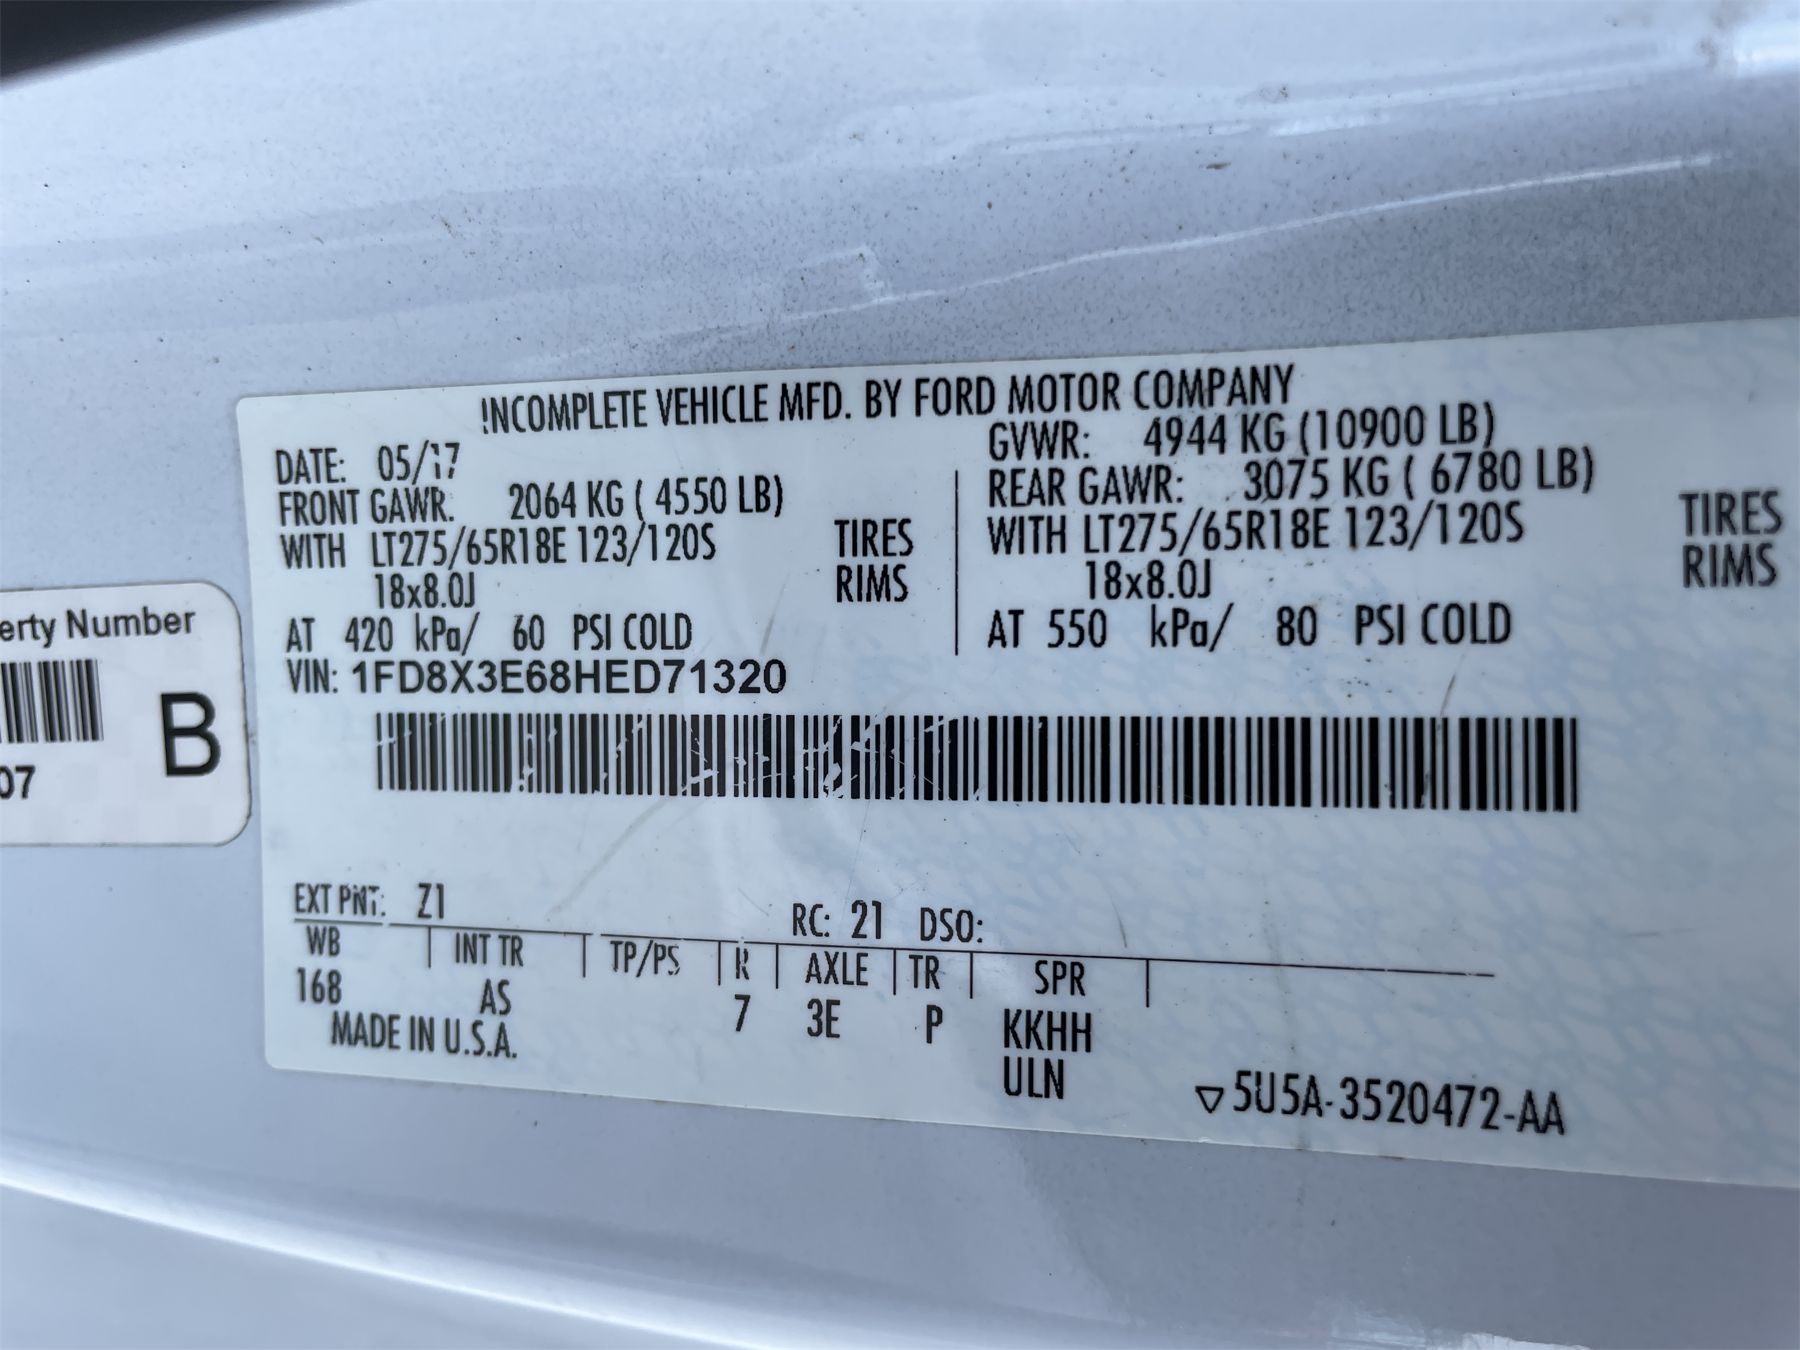 INCOMPLETE VEHICLE MFD. BY FORD MOTOR COMPANY
DATE: 05/17
GVWR: 4944 KG (10900 LB)
FRONT GAWR: 2064 KG ( 4550 LB)
REAR GAWR: 3075 KG ( 6780 LB)
WITH LT275/65R18E 123/120S TIRES
WITH LT275/65R18E 123/120S TIRES
18x8.0J RIMS
18x8.0J RIMS
AT 420 kPa/ 60 PSI COLD
AT 550 kPa/ 80 PSI COLD
VIN: 1FD8X3E68HED71320
EXT PNT: Z1
RC: 21 DSO:
WB INT TR TP/PS R AXLE TR SPR
168 AS 7 3E P KKHH
MADE IN U.S.A. ULN
▽5U5A-3520472-AA
erty Number
B
07